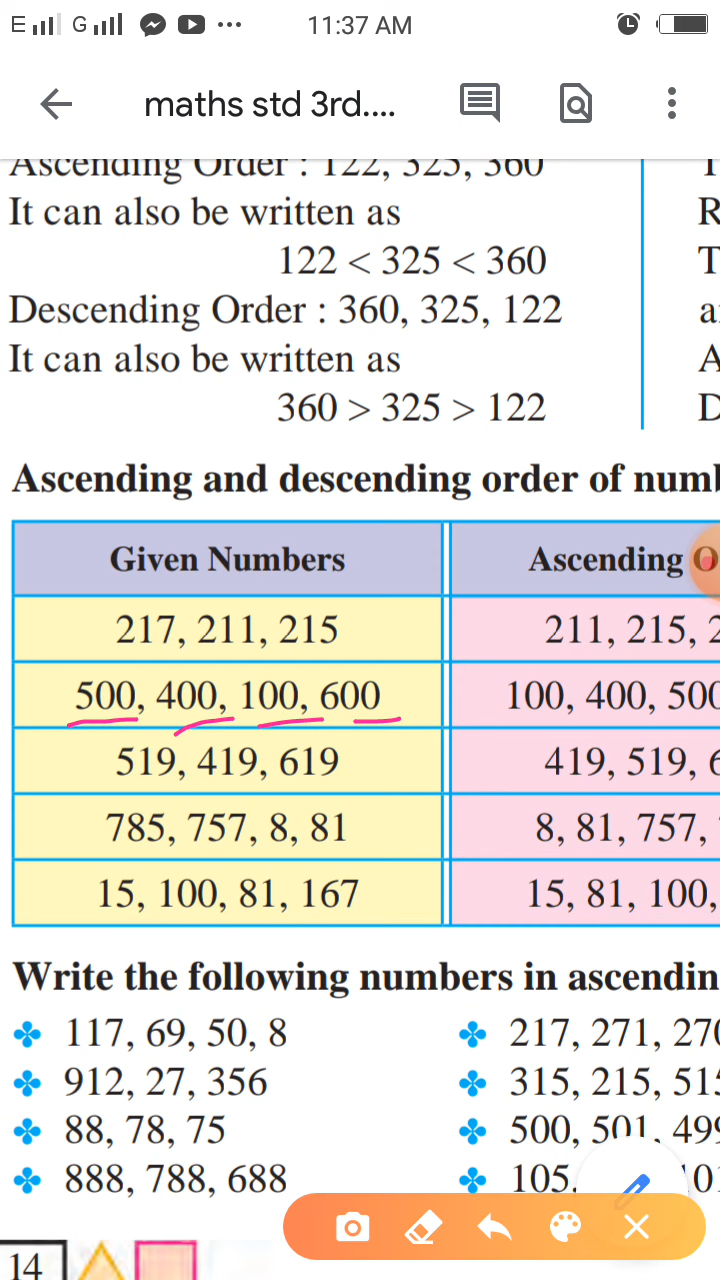 E G 11:37 AM
maths std 3rd....
Ascending Order : 122, 325, 360
It can also be written as
122 < 325 < 360
Descending Order : 360, 325, 122
It can also be written as
360 > 325 > 122
T
R
T
a
A
D
Ascending and descending order of numb
Given Numbers Ascending O
217, 211, 215 211, 215, 2
500, 400, 100, 600 100, 400, 500
519, 419, 619 419, 519, 6
785, 757, 8, 81 8, 81, 757,
15, 100, 81, 167 15, 81, 100,
Write the following numbers in ascendin
117, 69, 50, 8 217, 271, 270
912, 27, 356 315, 215, 515
88, 78, 75 500, 501, 499
888, 788, 688 105,
14